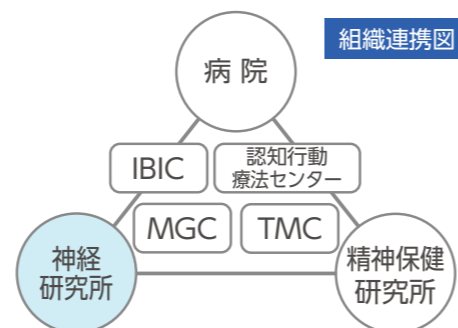 組織連携図
病 院
IBIC
認知行動
療法センター
MGC
TMC
神経
研究所
精神保健
研究所